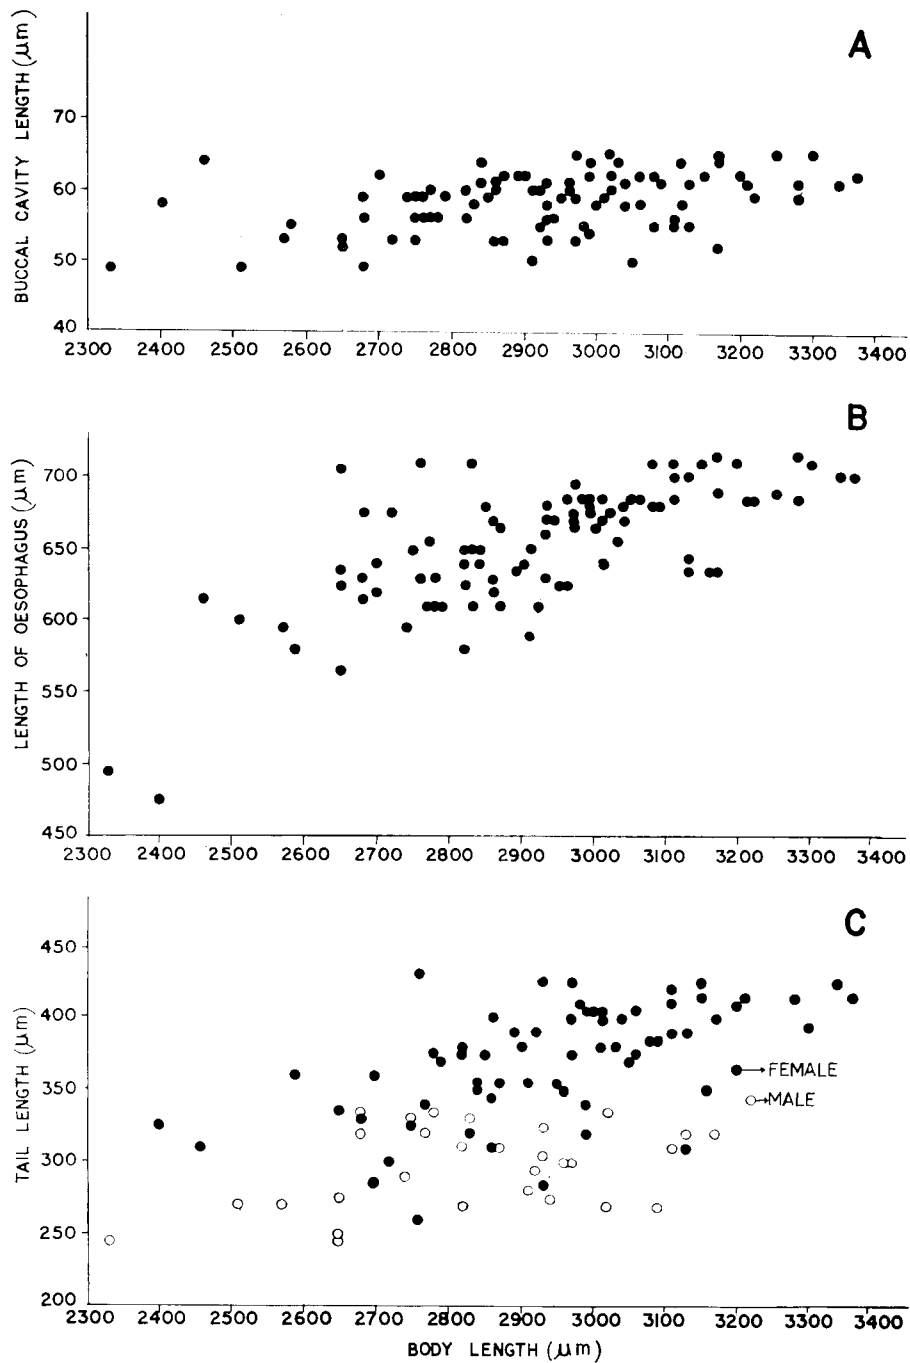 A
BUCCAL CAVITY LENGTH (μm)
70
60
50
40
2300 2400 2500 2600 2700 2800 2900 3000 3100 3200 3300 3400
B
LENGTH OF OESOPHAGUS (μm)
700
650
600
550
500
450
2300 2400 2500 2600 2700 2800 2900 3000 3100 3200 3300 3400
C
TAIL LENGTH (μm)
450
400
350
300
250
200
FEMALE
MALE
2300 2400 2500 2600 2700 2800 2900 3000 3100 3200 3300 3400
BODY LENGTH (μm)